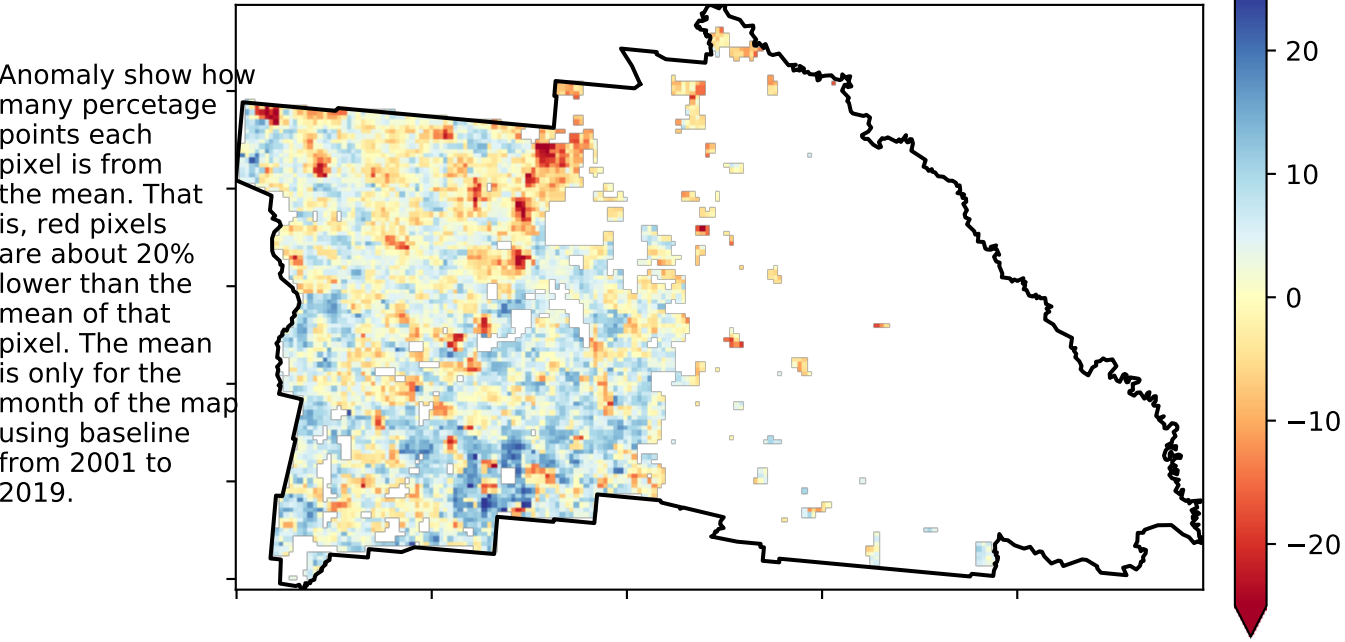 Anomaly show how
many percetage
points each
pixel is from
the mean. That
is, red pixels
are about 20%
lower than the
mean of that
pixel. The mean
is only for the
month of the map
using baseline
from 2001 to
2019.
20
10
0
−10
−20